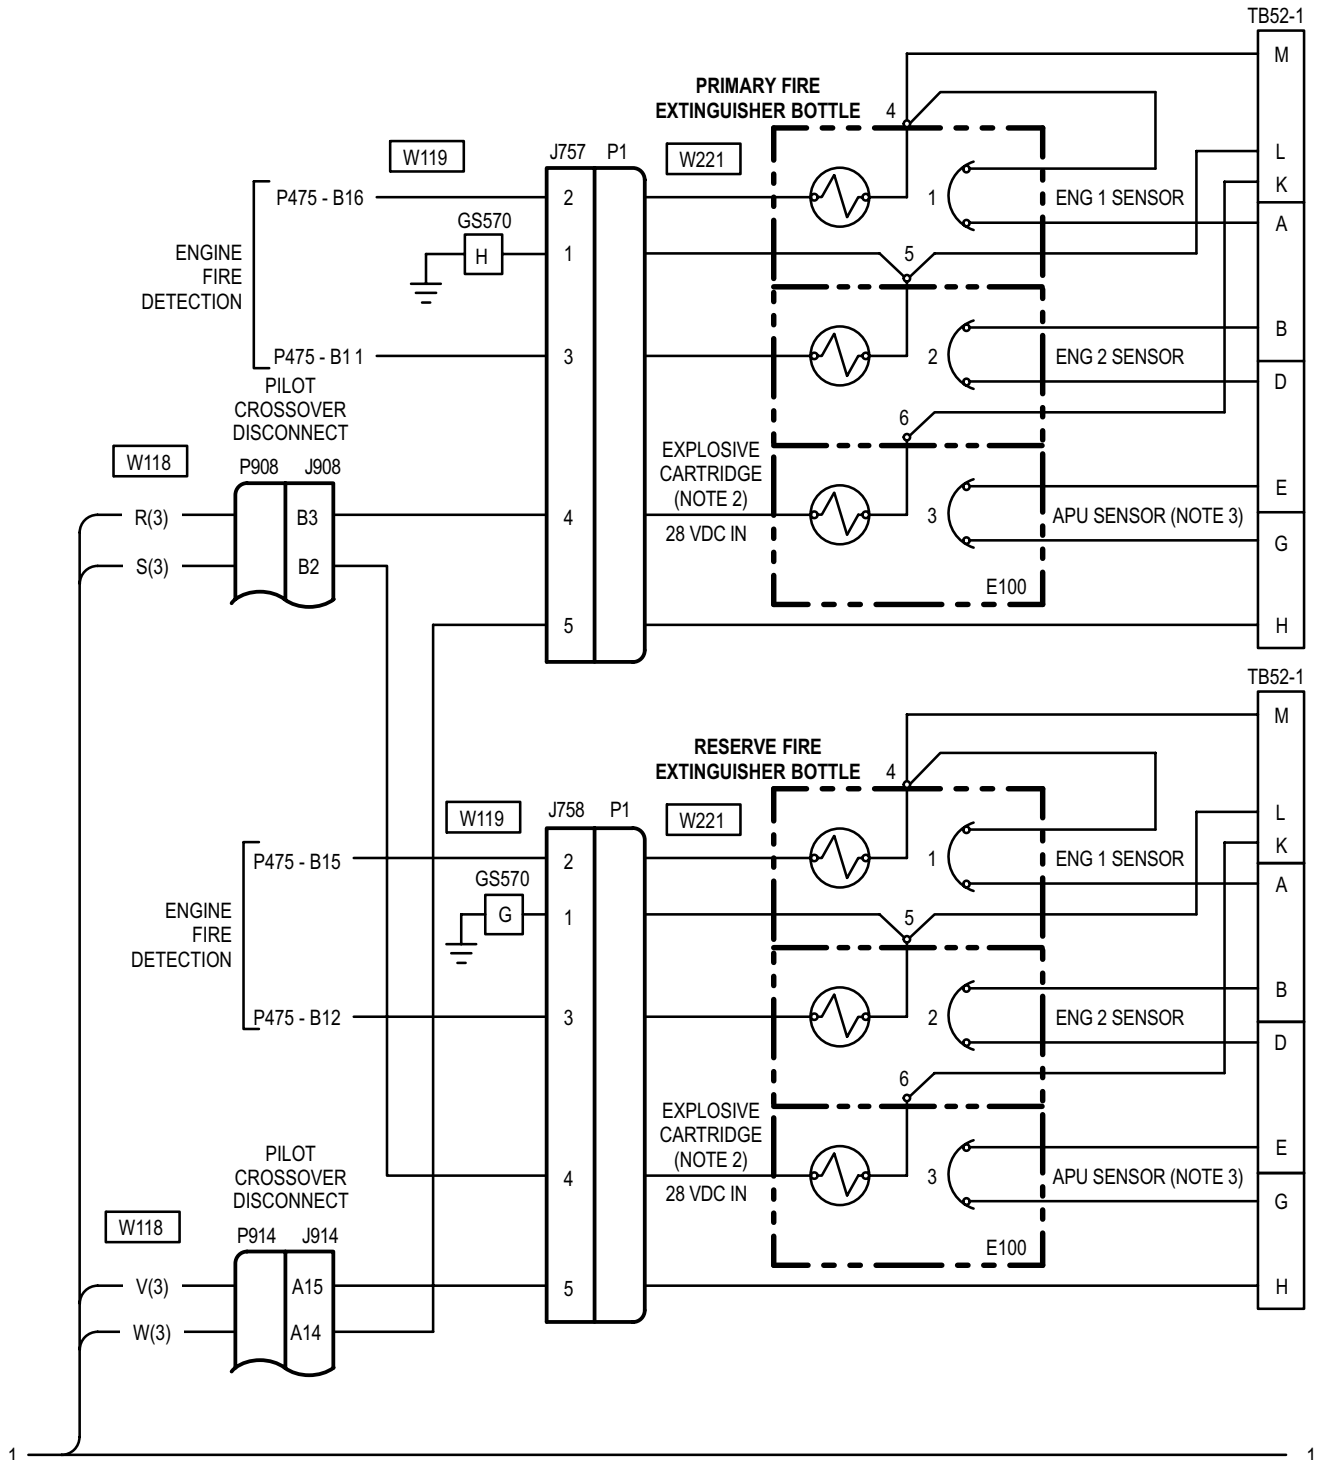 TB52-1
M
PRIMARY FIRE
EXTINGUISHER BOTTLE
4
W119
J757
P1
W221
L
K
P475 - B16
2
1
ENG 1 SENSOR
A
GS570
H
1
5
ENGINE
FIRE
DETECTION
B
P475 - B11
3
2
ENG 2 SENSOR
D
PILOT
CROSSOVER
DISCONNECT
6
W118
P908
J908
EXPLOSIVE
CARTRIDGE
(NOTE 2)
28 VDC IN
E
R(3)
B3
4
3
APU SENSOR (NOTE 3)
G
S(3)
B2
E100
5
H
TB52-1
M
RESERVE FIRE
EXTINGUISHER BOTTLE
4
W119
J758
P1
W221
L
K
P475 - B15
2
1
ENG 1 SENSOR
A
GS570
G
1
5
ENGINE
FIRE
DETECTION
B
P475 - B12
3
2
ENG 2 SENSOR
D
6
EXPLOSIVE
CARTRIDGE
(NOTE 2)
28 VDC IN
E
PILOT
CROSSOVER
DISCONNECT
4
3
APU SENSOR (NOTE 3)
G
W118
P914
J914
E100
V(3)
A15
5
H
W(3)
A14
1
1